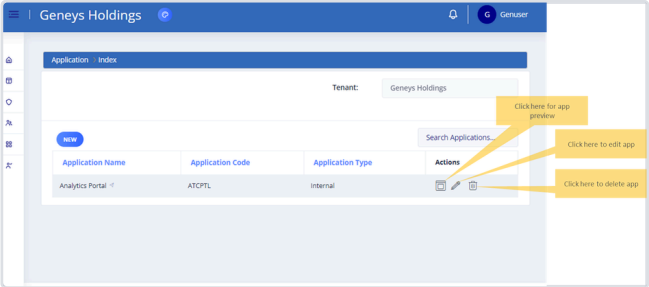 Geneys Holdings
G Genuser
Application > Index
Tenant: Geneys Holdings
Click here for app
preview
NEW Search Applications...
Click here to edit app
Application Name Application Code Application Type Actions
Analytics Portal ATCPTL Internal
Click here to delete app